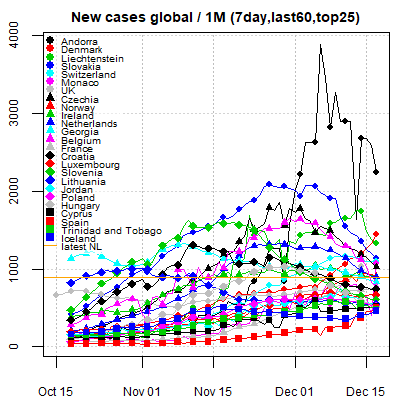 New cases global / 1M (7day,last60,top25)
4000
3000
2000
1000
0
Andorra
Denmark
Liechtenstein
Slovakia
Switzerland
Monaco
UK
Czechia
Norway
Ireland
Netherlands
Georgia
Belgium
France
Croatia
Luxembourg
Slovenia
Lithuania
Jordan
Poland
Hungary
Cyprus
Spain
Trinidad and Tobago
Iceland
latest NL
Oct 15
Nov 01
Nov 15
Dec 01
Dec 15